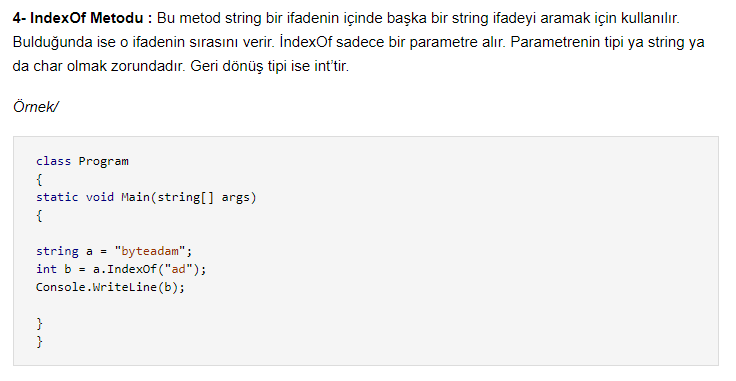 4- IndexOf Metodu : Bu metod string bir ifadenin içinde başka bir string ifadeyi aramak için kullanılır.
Bulduğunda ise o ifadenin sırasını verir. İndexOf sadece bir parametre alır. Parametrenin tipi ya string ya
da char olmak zorundadır. Geri dönüş tipi ise int'tir.
Örnek/
class Program
{
static void Main(string[] args)
{
string a = "byteadam";
int b = a.IndexOf("ad");
Console.WriteLine(b);
}
}